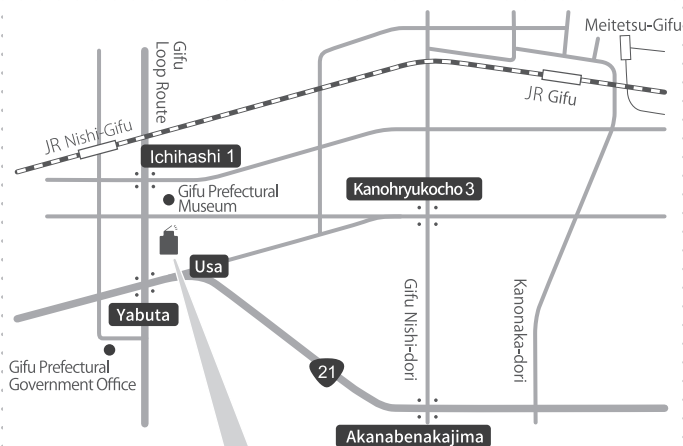 Meitetsu-Gifu
Gifu
Loop Route
JR Gifu
JR Nishi-Gifu
Ichihashi 1
Gifu Prefectural
Museum
Kanohryukocho 3
Usa
Yabuta
Gifu Nishi-dori
Kanonaka-dori
Gifu Prefectural
Government Office
21
Akanabenakajima